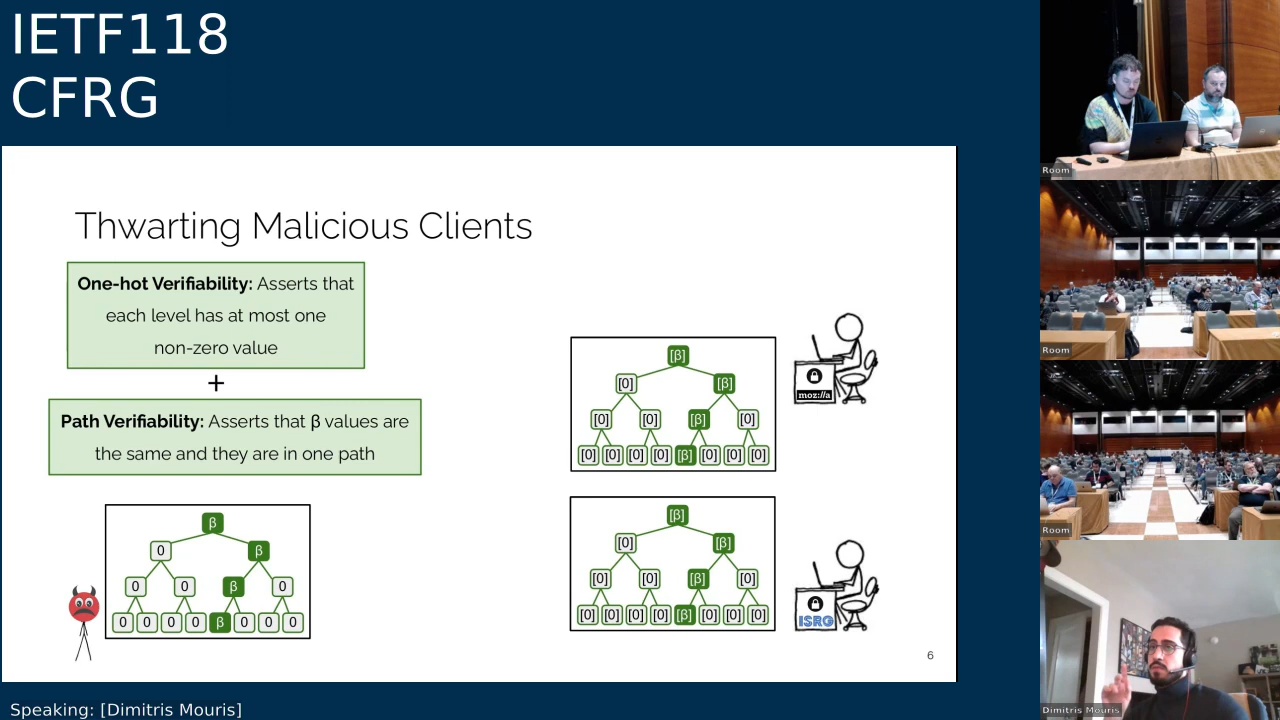 IETF118
CFRG
Thwarting Malicious Clients
One-hot Verifiability: Asserts that
each level has at most one
non-zero value
+
Path Verifiability: Asserts that β values are
the same and they are in one path
β
0 β
0 0 β 0
0 0 0 0 β 0 0 0
[β]
[0] [β]
[0] [0] [β] [0]
[0] [0] [0] [0] [β] [0] [0] [0]
moz://a
[β]
[0] [β]
[0] [0] [β] [0]
[0] [0] [0] [0] [β] [0] [0] [0]
ISRG
6
Speaking: [Dimitris Mouris]
Room
Room
Room
Dimitris Mouris